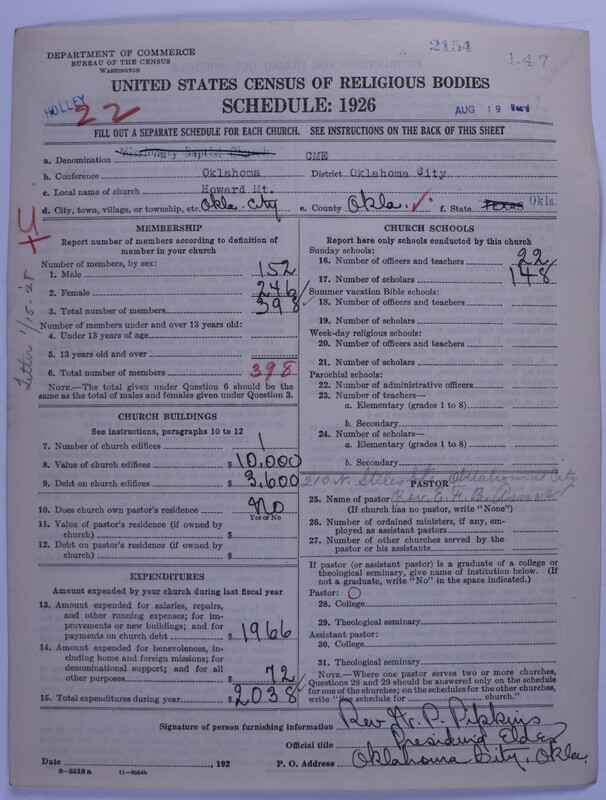 2154
1-4-7
DEPARTMENT OF COMMERCE
BUREAU OF THE CENSUS
WASHINGTON
UNITED STATES CENSUS OF RELIGIOUS BODIES
SCHEDULE: 1926
HOLLEY
22
AUG 19 Rec'd
FILL OUT A SEPARATE SCHEDULE FOR EACH CHURCH. SEE INSTRUCTIONS ON THE BACK OF THIS SHEET
a. Denomination Missionary Baptist Church CME
b. Conference Oklahoma District Oklahoma City
c. Local name of church Howard Mt.
d. City, town, village, or township, etc. Okla. City e. County Okla. f. State TEXAS Okla.
Letter 1/15-'28
MEMBERSHIP
Report number of members according to definition of
member in your church
Number of members, by sex:
1. Male 152
2. Female 246
3. Total number of members 398
Number of members under and over 13 years old:
4. Under 13 years of age
5. 13 years old and over
6. Total number of members 398
NOTE.—The total given under Question 6 should be the
same as the total of males and females given under Question 3.
CHURCH BUILDINGS
See instructions, paragraphs 10 to 12
7. Number of church edifices 1
8. Value of church edifices $10,000
9. Debt on church edifices $3,600
10. Does church own pastor's residence No
Yes or No
11. Value of pastor's residence (if owned by
church) $
12. Debt on pastor's residence (if owned by
church) $
EXPENDITURES
Amount expended by your church during last fiscal year
13. Amount expended for salaries, repairs,
and other running expenses; for im-
provements or new buildings; and for
payments on church debt $1966
14. Amount expended for benevolences, in-
cluding home and foreign missions; for
denominational support; and for all
other purposes $72
15. Total expenditures during year $2038
CHURCH SCHOOLS
Report here only schools conducted by this church
Sunday schools:
16. Number of officers and teachers 22
17. Number of scholars 148
Summer vacation Bible schools:
18. Number of officers and teachers
19. Number of scholars
Week-day religious schools:
20. Number of officers and teachers
21. Number of scholars
Parochial schools:
22. Number of administrative officers
23. Number of teachers—
a. Elementary (grades 1 to 8)
b. Secondary
24. Number of scholars—
a. Elementary (grades 1 to 8)
b. Secondary
210 N. Stiles Oklahoma City
PASTOR
25. Name of pastor Rev. E. F. B.
(If church has no pastor, write "None")
26. Number of ordained ministers, if any, em-
ployed as assistant pastors
27. Number of other churches served by the
pastor or his assistants
If pastor (or assistant pastor) is a graduate of a college or
theological seminary, give name of institution below. (If
not a graduate, write "No" in the space indicated.)
Pastor: O
28. College
29. Theological seminary
Assistant pastor:
30. College
31. Theological seminary
NOTE.—Where one pastor serves two or more churches,
Questions 28 and 29 should be answered only on the schedule
for one of the churches; on the schedules for the other churches,
write "See schedule for church."
Signature of person furnishing information Rev. W. P. Pipkins
Official title Presiding Elder
Date , 192 P. O. Address Oklahoma City, Okla.
8-5518a 11-9084b